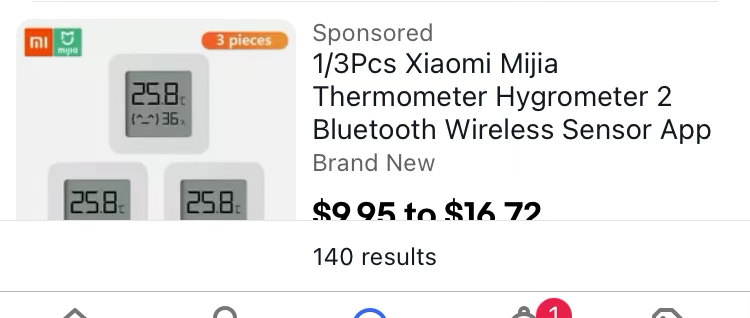 mi
mijia
3 pieces
25.8℃
(^_^) 36%
25.8℃
25.8℃
Sponsored
1/3Pcs Xiaomi Mijia
Thermometer Hygrometer 2
Bluetooth Wireless Sensor App
Brand New
$9.95 to $16.72
140 results
1